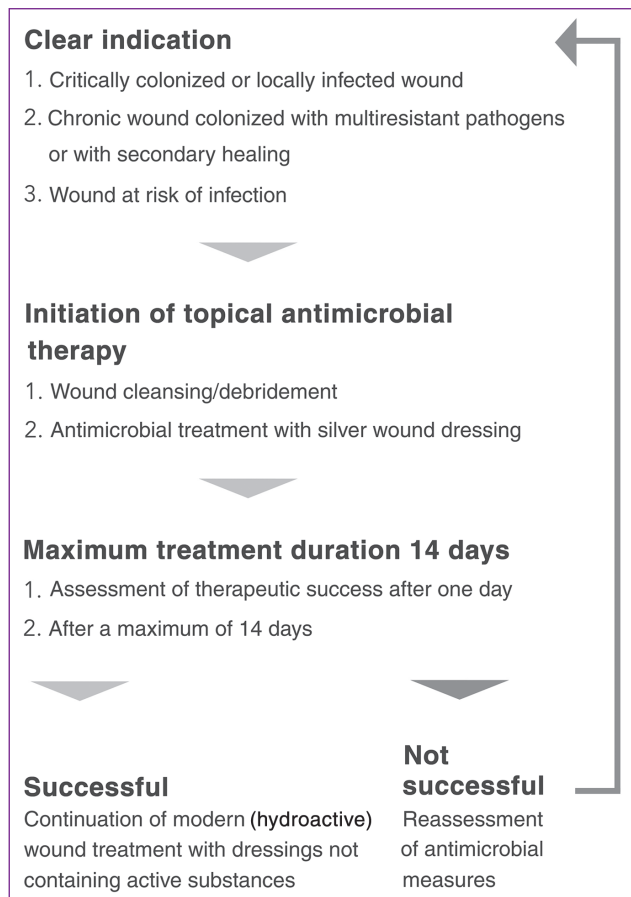 Clear indication
1. Critically colonized or locally infected wound
2. Chronic wound colonized with multiresistant pathogens
or with secondary healing
3. Wound at risk of infection
Initiation of topical antimicrobial
therapy
1. Wound cleansing/debridement
2. Antimicrobial treatment with silver wound dressing
Maximum treatment duration 14 days
1. Assessment of therapeutic success after one day
2. After a maximum of 14 days
Successful
Continuation of modern (hydroactive)
wound treatment with dressings not
containing active substances
Not
successful
Reassessment
of antimicrobial
measures